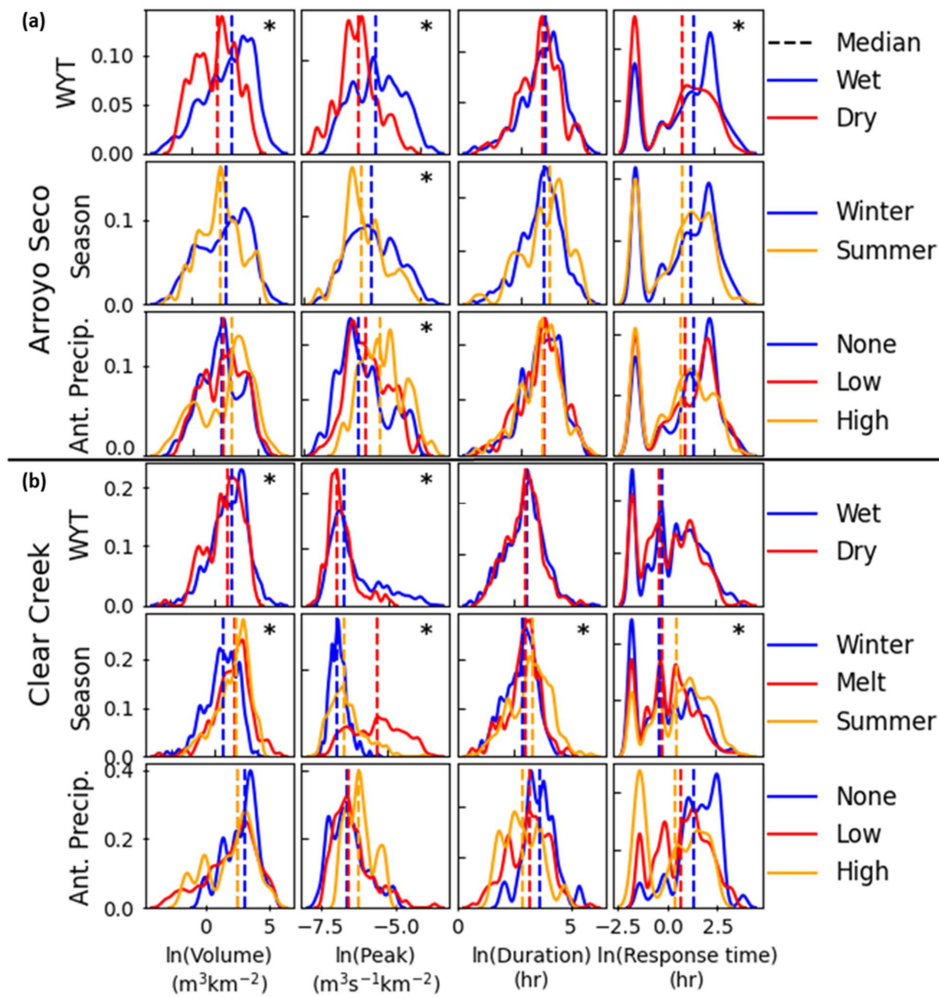 (a)
Arroyo Seco
WYT
0.10
0.05
0.00
*
*
*
Median
Wet
Dry
Season
0.1
0.0
*
Winter
Summer
Ant. Precip.
0.1
0.0
*
None
Low
High
(b)
Clear Creek
WYT
0.2
0.1
0.0
*
*
Wet
Dry
Season
0.2
0.1
0.0
*
*
*
*
Winter
Melt
Summer
Ant. Precip.
0.4
0.2
0.0
None
Low
High
0 5
−7.5 −5.0
0 5
−2.5 0 2.5
ln(Volume) ln(Peak) ln(Duration) ln(Response time)
(m³km⁻²) (m³s⁻¹km⁻²) (hr) (hr)